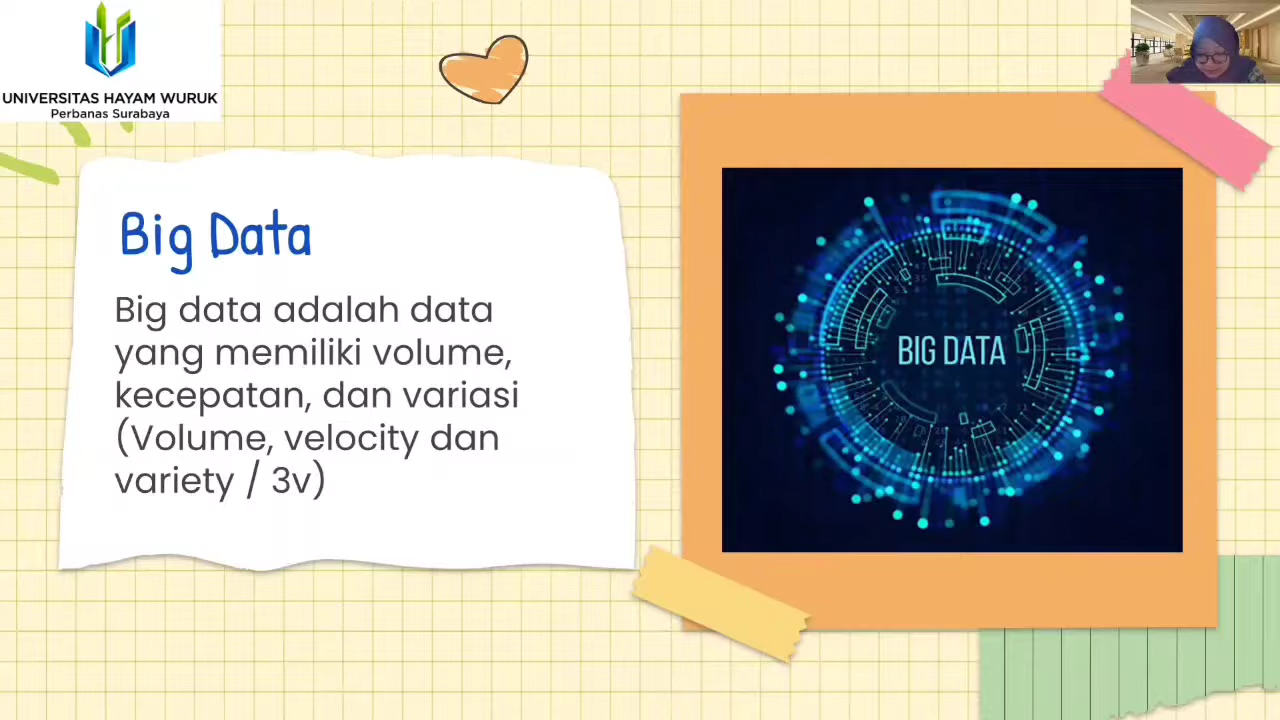 UNIVERSITAS HAYAM WURUK
Perbanas Surabaya
Big Data
Big data adalah data
yang memiliki volume,
kecepatan, dan variasi
(Volume, velocity dan
variety / 3v)
BIG DATA